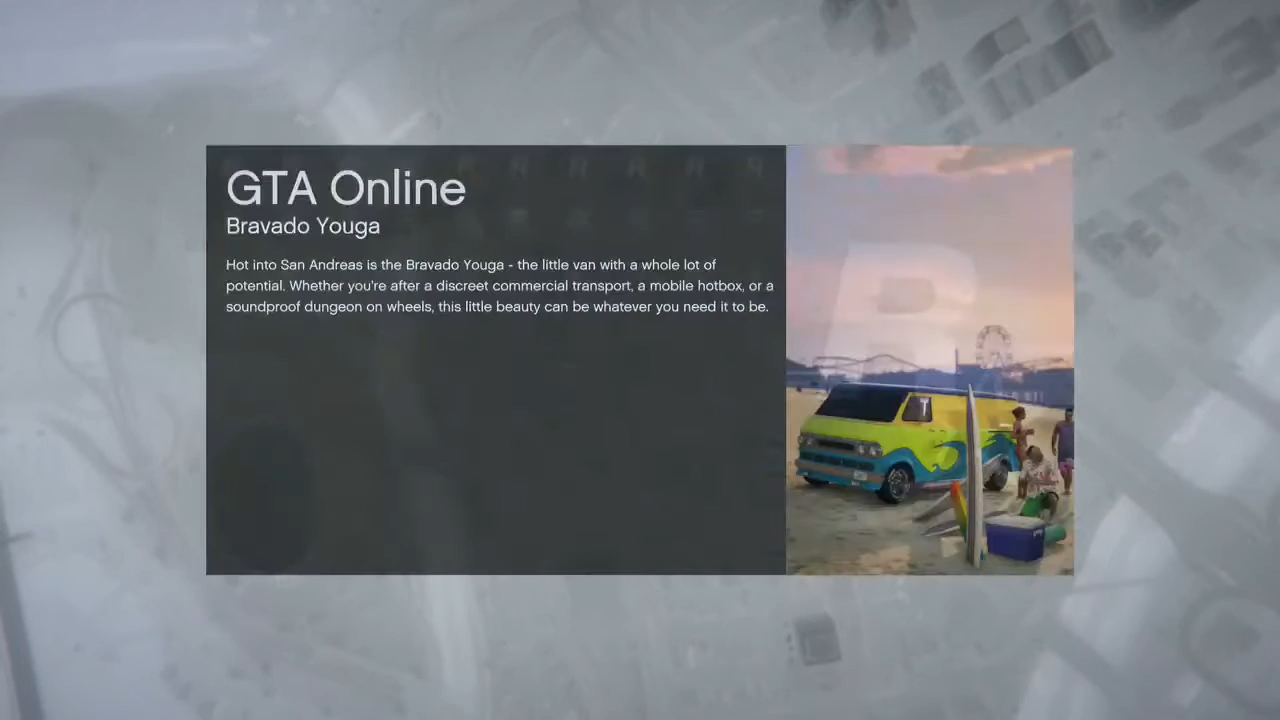 GTA Online
Bravado Youga
Hot into San Andreas is the Bravado Youga - the little van with a whole lot of
potential. Whether you're after a discreet commercial transport, a mobile hotbox, or a
soundproof dungeon on wheels, this little beauty can be whatever you need it to be.